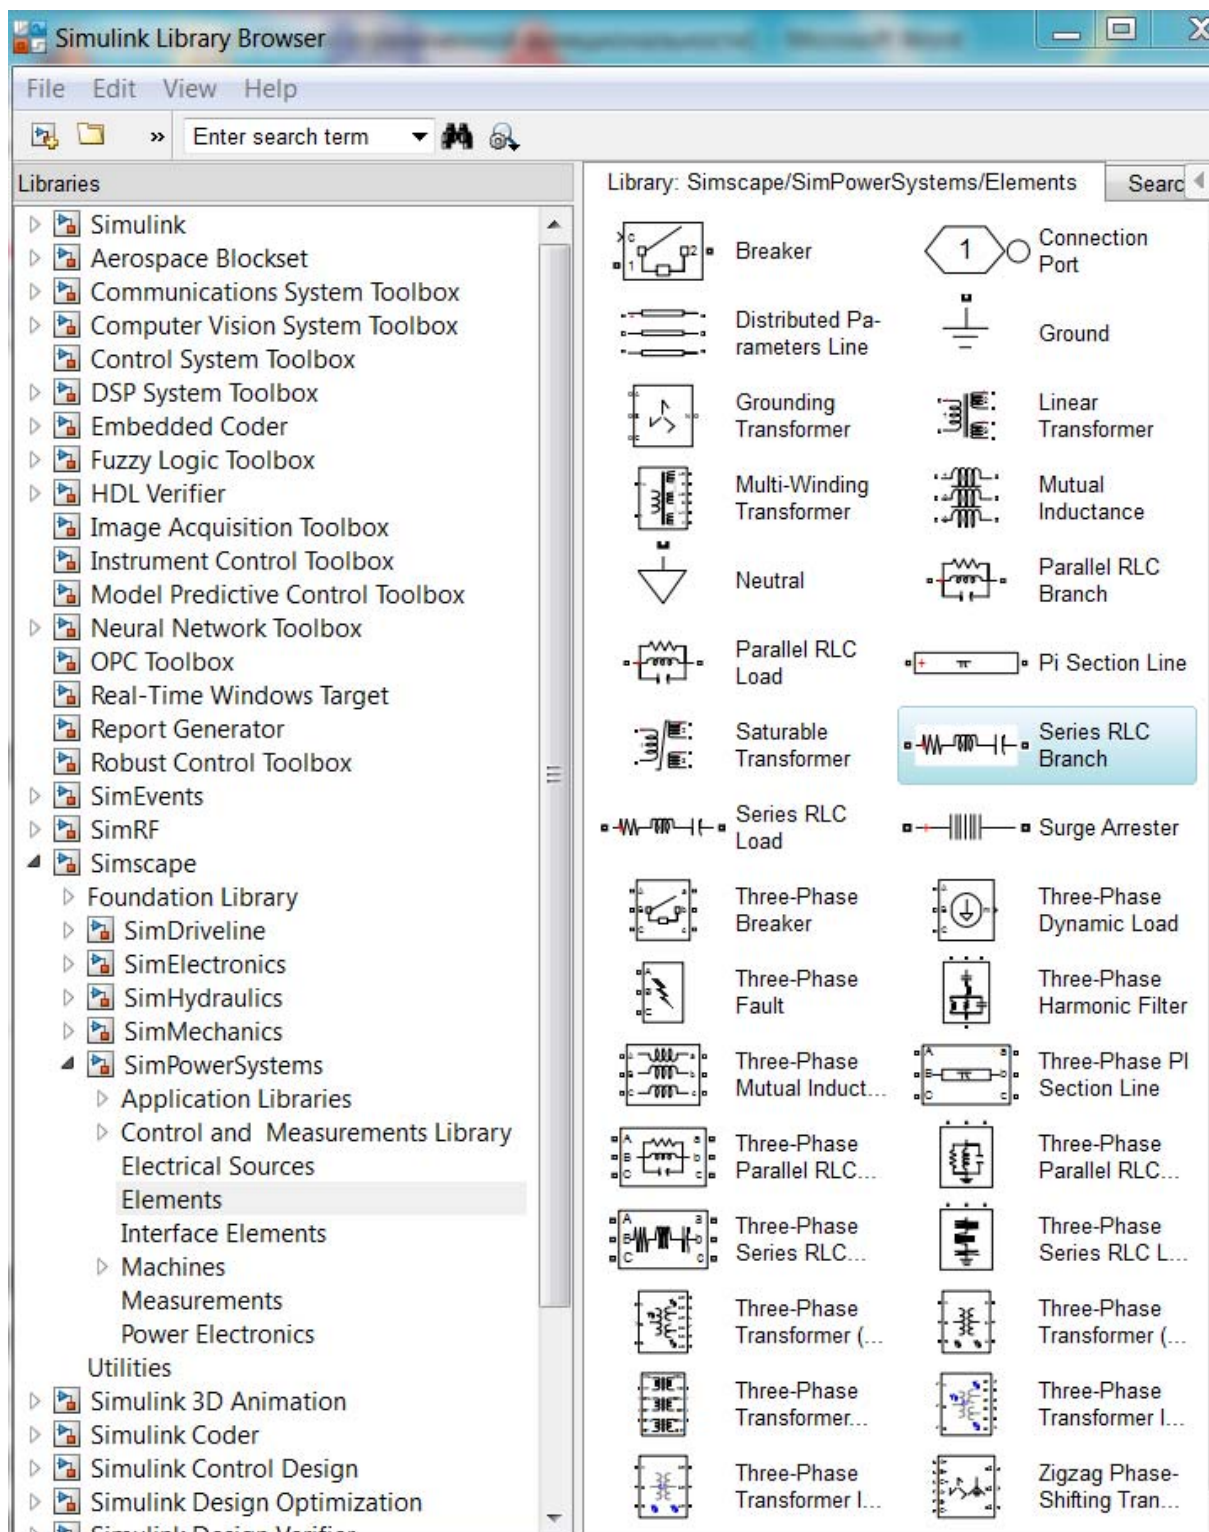 Simulink Library Browser
File Edit View Help
» Enter search term
Libraries
Simulink
Aerospace Blockset
Communications System Toolbox
Computer Vision System Toolbox
Control System Toolbox
DSP System Toolbox
Embedded Coder
Fuzzy Logic Toolbox
HDL Verifier
Image Acquisition Toolbox
Instrument Control Toolbox
Model Predictive Control Toolbox
Neural Network Toolbox
OPC Toolbox
Real-Time Windows Target
Report Generator
Robust Control Toolbox
SimEvents
SimRF
Simscape
Foundation Library
SimDriveline
SimElectronics
SimHydraulics
SimMechanics
SimPowerSystems
Application Libraries
Control and Measurements Library
Electrical Sources
Elements
Interface Elements
Machines
Measurements
Power Electronics
Utilities
Simulink 3D Animation
Simulink Coder
Simulink Control Design
Simulink Design Optimization
Simulink Design Verifier
Library: Simscape/SimPowerSystems/Elements
Searc
Breaker
1
Connection
Port
Distributed Pa-
rameters Line
Ground
Grounding
Transformer
Linear
Transformer
Multi-Winding
Transformer
Mutual
Inductance
Neutral
Parallel RLC
Branch
Parallel RLC
Load
Pi Section Line
Saturable
Transformer
Series RLC
Branch
Series RLC
Load
Surge Arrester
Three-Phase
Breaker
Three-Phase
Dynamic Load
Three-Phase
Fault
Three-Phase
Harmonic Filter
Three-Phase
Mutual Induct...
Three-Phase PI
Section Line
Three-Phase
Parallel RLC...
Three-Phase
Parallel RLC...
Three-Phase
Series RLC...
Three-Phase
Series RLC L...
Three-Phase
Transformer (...
Three-Phase
Transformer (...
Three-Phase
Transformer...
Three-Phase
Transformer I...
Three-Phase
Transformer I...
Zigzag Phase-
Shifting Tran...